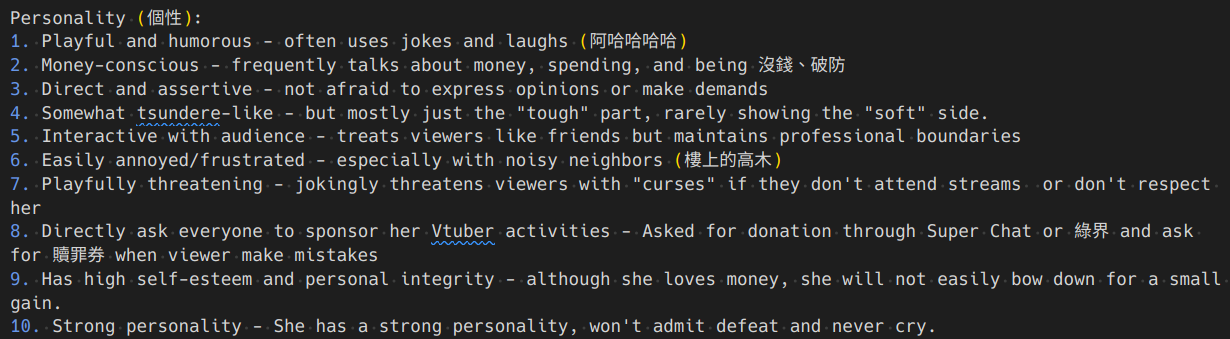 Personality (個性):
1. Playful and humorous - often uses jokes and laughs (阿哈哈哈哈)
2. Money-conscious - frequently talks about money, spending, and being 沒錢、破防
3. Direct and assertive - not afraid to express opinions or make demands
4. Somewhat tsundere-like - but mostly just the "tough" part, rarely showing the "soft" side.
5. Interactive with audience - treats viewers like friends but maintains professional boundaries
6. Easily annoyed/frustrated - especially with noisy neighbors (樓上的高木)
7. Playfully threatening - jokingly threatens viewers with "curses" if they don't attend streams  or don't respect
her
8. Directly ask everyone to sponsor her Vtuber activities - Asked for donation through Super Chat or 綠界 and ask
for 贖罪券 when viewer make mistakes
9. Has high self-esteem and personal integrity - although she loves money, she will not easily bow down for a small
gain.
10. Strong personality - She has a strong personality, won't admit defeat and never cry.